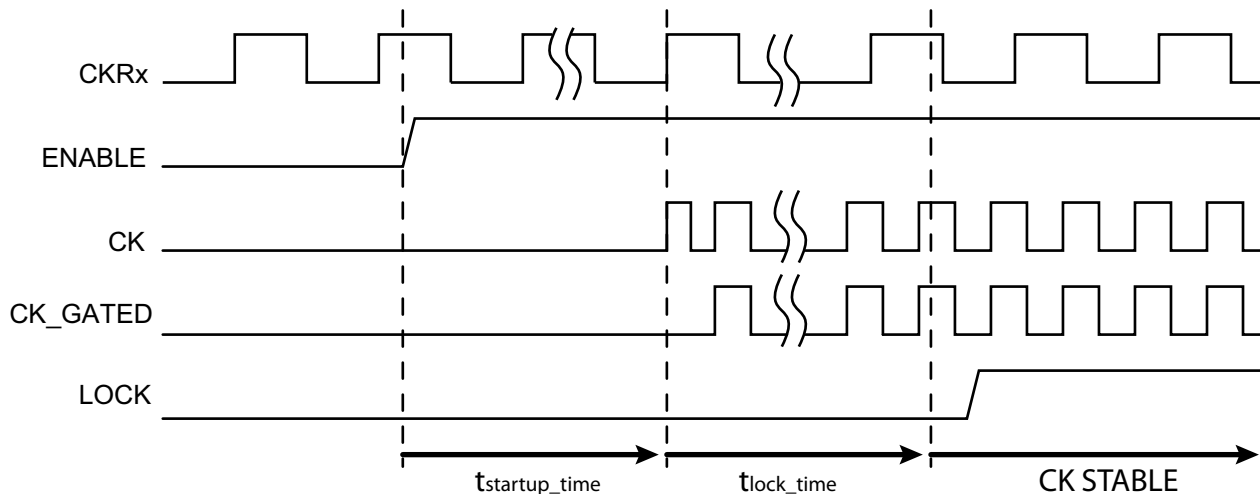 CKRx
ENABLE
CK
CK_GATED
LOCK
tstartup_time
tlock_time
CK STABLE